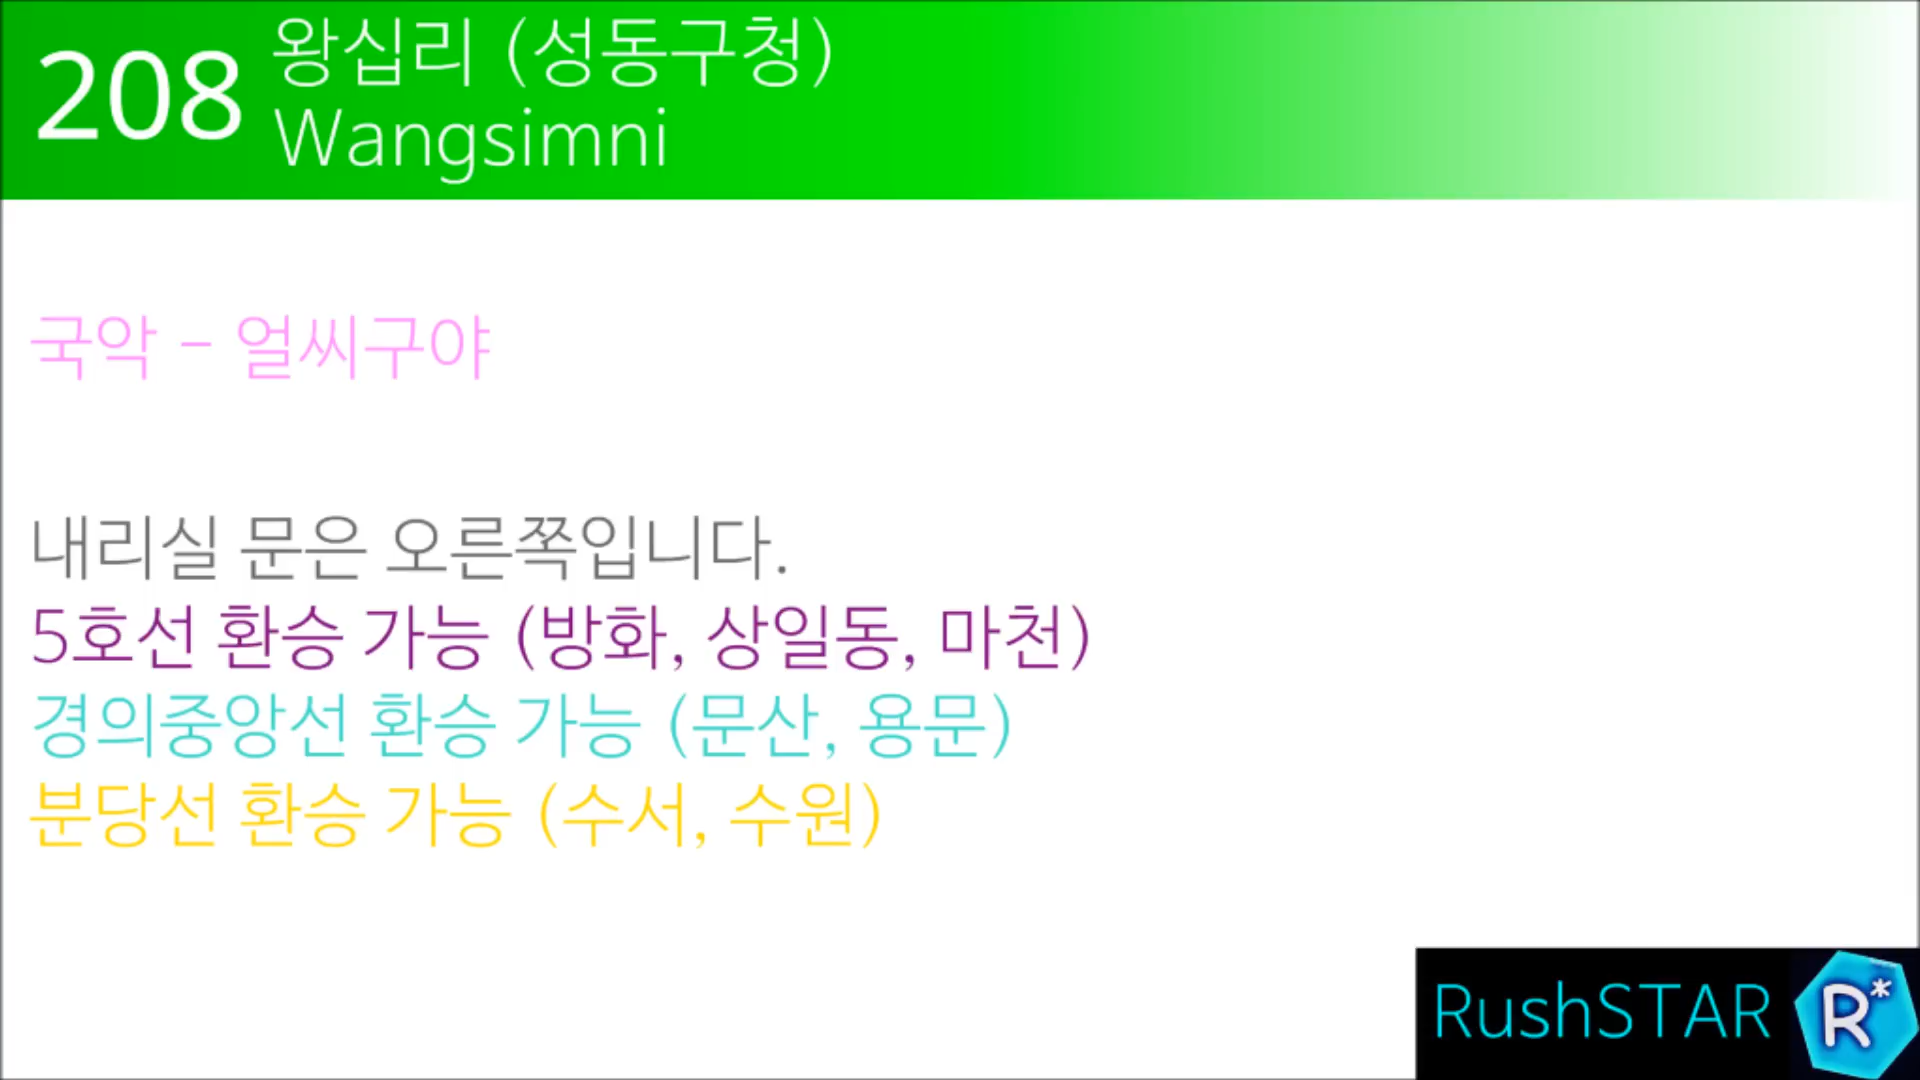 208
왕십리 (성동구청)
Wangsimni
국악 - 얼씨구야
내리실 문은 오른쪽입니다.
5호선 환승 가능 (방화, 상일동, 마천)
경의중앙선 환승 가능 (문산, 용문)
분당선 환승 가능 (수서, 수원)
RushSTAR R*